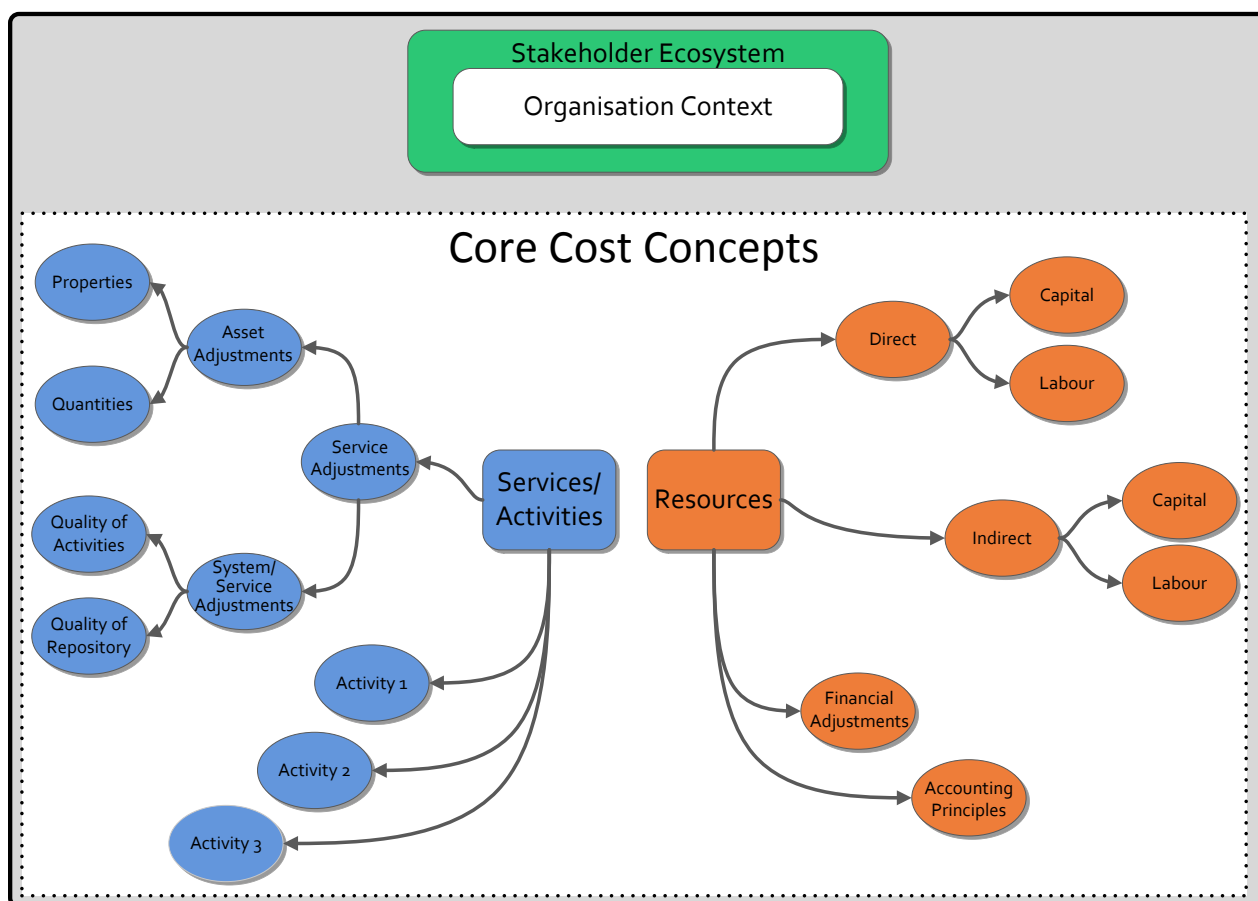 Stakeholder Ecosystem
Organisation Context
Core Cost Concepts
Properties
Asset
Adjustments
Quantities
Service
Adjustments
Quality of
Activities
System/
Service
Adjustments
Quality of
Repository
Services/
Activities
Activity 1
Activity 2
Activity 3
Resources
Direct
Capital
Labour
Indirect
Capital
Labour
Financial
Adjustments
Accounting
Principles